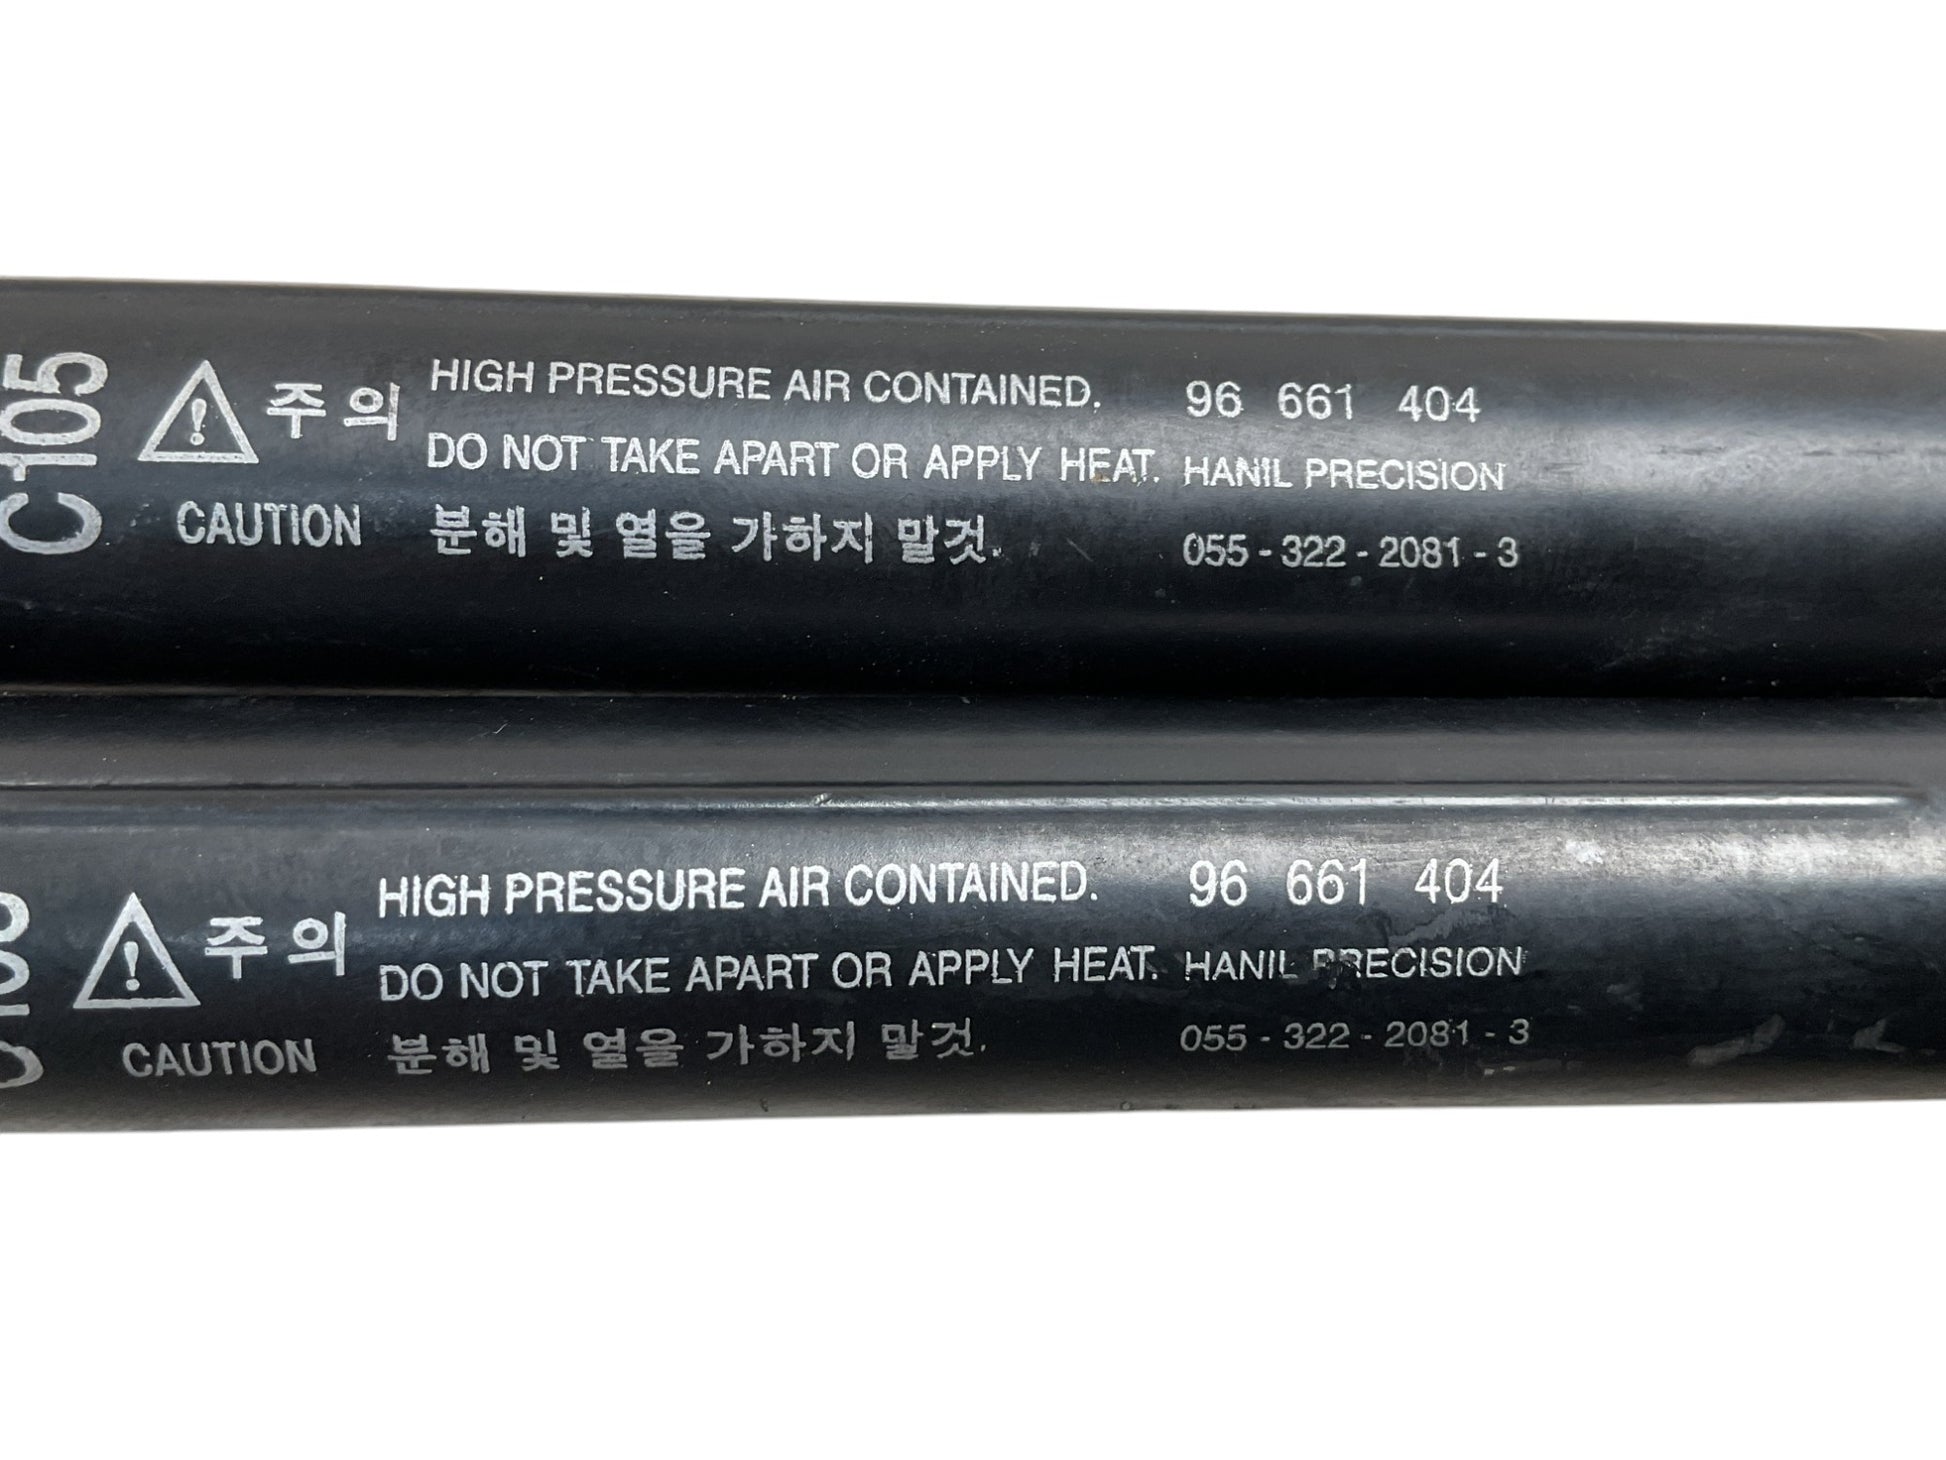 C105
주의
CAUTION
HIGH PRESSURE AIR CONTAINED.
DO NOT TAKE APART OR APPLY HEAT.
분해 및 열을 가하지 말것.
96 661 404
HANIL PRECISION
055 - 322 - 2081 - 3
주의
CAUTION
HIGH PRESSURE AIR CONTAINED.
DO NOT TAKE APART OR APPLY HEAT.
분해 및 열을 가하지 말것.
96 661 404
HANIL PRECISION
055 - 322 - 2081 - 3